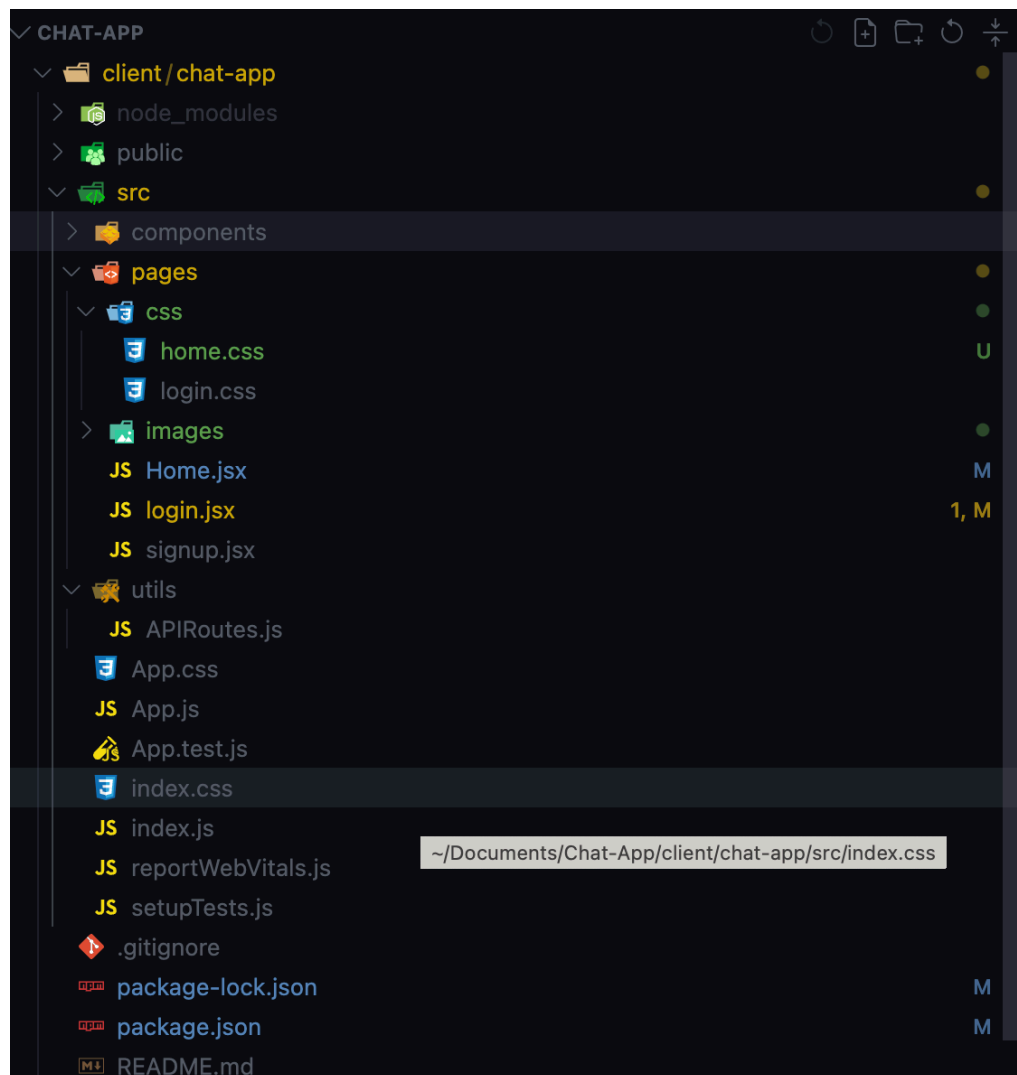 CHAT-APP
client/chat-app
node_modules
public
src
components
pages
css
home.css U
login.css
images
JS Home.jsx M
JS login.jsx 1, M
JS signup.jsx
utils
JS APIRoutes.js
App.css
JS App.js
App.test.js
index.css
JS index.js
~/Documents/Chat-App/client/chat-app/src/index.css
JS reportWebVitals.js
JS setupTests.js
.gitignore
package-lock.json M
package.json M
README.md